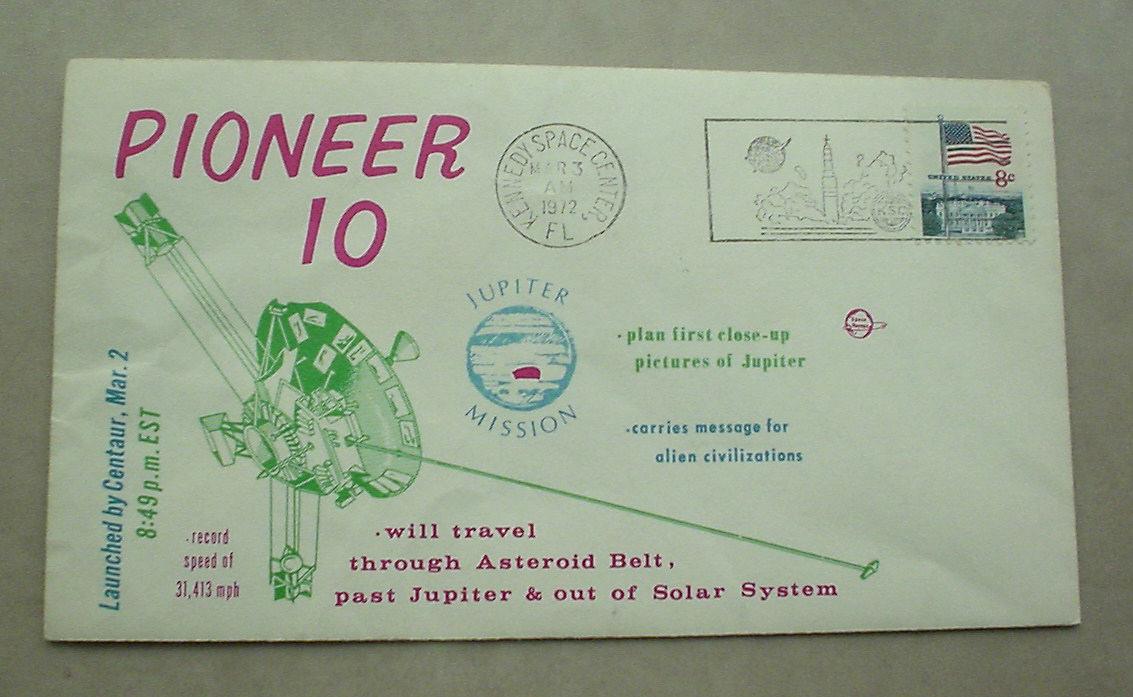 PIONEER
10
KENNEDY SPACE CENTER,
MAR 3
AM
1972
FL
KSC
UNITED STATES 8c
JUPITER
MISSION
Space
·plan first close-up
pictures of Jupiter
·carries message for
alien civilizations
Launched by Centaur, Mar. 2
8:49 p.m. EST
·record
speed of
31,413 mph
·will travel
through Asteroid Belt,
past Jupiter & out of Solar System